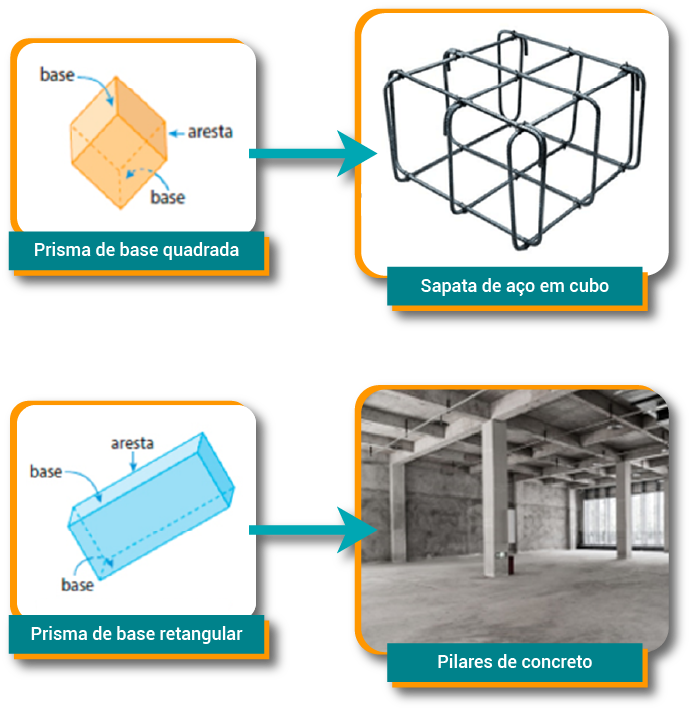 base
aresta
base
Prisma de base quadrada
Sapata de aço em cubo
aresta
base
base
Prisma de base retangular
Pilares de concreto